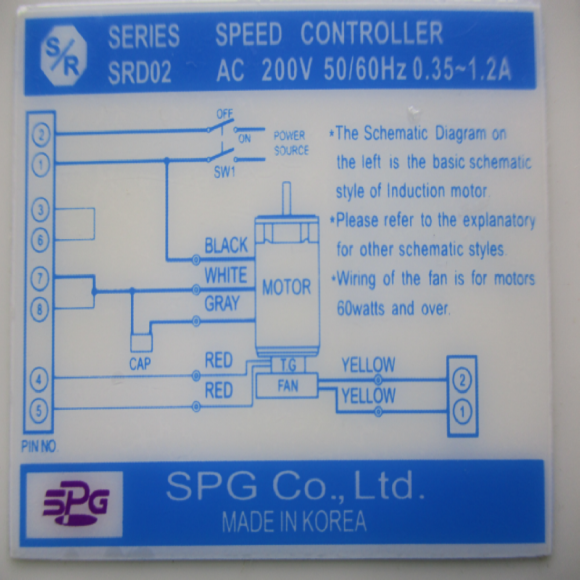 S/R SERIES SPEED CONTROLLER
SRD02 AC 200V 50/60Hz 0.35~1.2A
OFF
2 ON POWER
1 SOURCE
SW1
*The Schematic Diagram on
the left is the basic schematic
style of Induction motor.
*Please refer to the explanatory
for other schematic styles.
*Wiring of the fan is for motors
60watts and over.
3
6
BLACK
7 WHITE MOTOR
8 GRAY
CAP
4 RED T.G YELLOW 2
5 RED FAN YELLOW 1
PIN NO.
SPG SPG Co., Ltd.
MADE IN KOREA